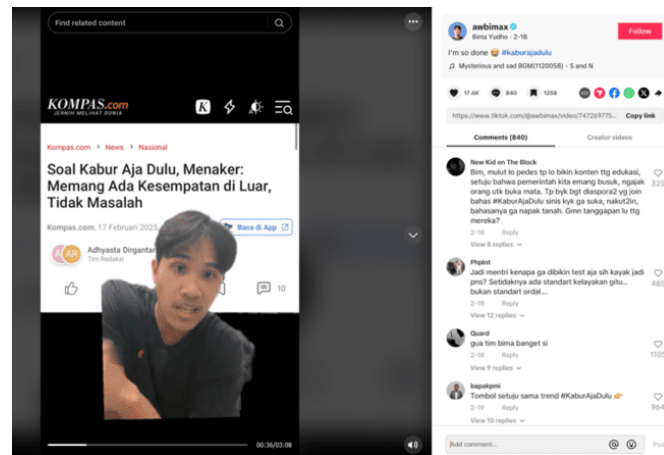 Find related content
KOMPAS.com
JERNIH MELIHAT DUNIA
K
Kompas.com > News > Nasional
Soal Kabur Aja Dulu, Menaker:
Memang Ada Kesempatan di Luar,
Tidak Masalah
Kompas.com, 17 Februari 2025,
Baca di App
AR
Adhyasta Dirgantar
Tim Redaksi
10
00:36/03:08
awbimax
Bima Yudho · 2-18
Follow
I'm so done 😭 #kaburajadulu
Mysterious and sad BGM(1120058) - S and N
17.6K
840
1258
https://www.tiktok.com/@awbimax/video/747269775...
Copy link
Comments (840)
Creator videos
New Kid on The Block
Bim, mulut lo pedes tp lo bikin konten ttg edukasi,
setuju bahwa pemerintah kita emang busuk, ngajak
orang utk buka mata. Tp byk bgt diaspora2 yg join
bahas #KaburAjaDulu sinis kyk ga suka, nakut2in,
bahasanya ga napak tanah. Gmn tanggapan lu ttg
mereka?
325
2-18 Reply
View 8 replies
PhpInt
Jadi mentri kenapa ga dibikin test aja sih kayak jadi
pns? Setidaknya ada standart kelayakan gitu...
bukan standart ordal....
485
2-18 Reply
View 12 replies
Quard
gua tim bima banget si
1105
2-18 Reply
View 9 replies
bapakpmi
Tombol setuju sama trend #KaburAjaDulu 👉
964
2-19 Reply
View 10 replies
Add comment...
Pos